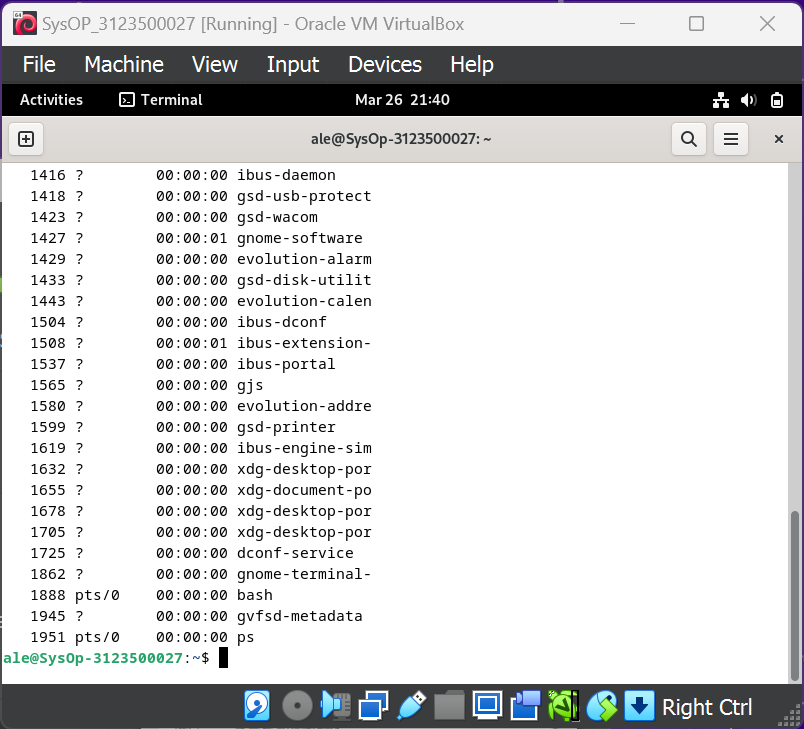 SysOP_3123500027 [Running] - Oracle VM VirtualBox
File Machine View Input Devices Help
Activities Terminal Mar 26 21:40
ale@SysOp-3123500027: ~
1416 ? 00:00:00 ibus-daemon
1418 ? 00:00:00 gsd-usb-protect
1423 ? 00:00:00 gsd-wacom
1427 ? 00:00:01 gnome-software
1429 ? 00:00:00 evolution-alarm
1433 ? 00:00:00 gsd-disk-utilit
1443 ? 00:00:00 evolution-calen
1504 ? 00:00:00 ibus-dconf
1508 ? 00:00:01 ibus-extension-
1537 ? 00:00:00 ibus-portal
1565 ? 00:00:00 gjs
1580 ? 00:00:00 evolution-addre
1599 ? 00:00:00 gsd-printer
1619 ? 00:00:00 ibus-engine-sim
1632 ? 00:00:00 xdg-desktop-por
1655 ? 00:00:00 xdg-document-po
1678 ? 00:00:00 xdg-desktop-por
1705 ? 00:00:00 xdg-desktop-por
1725 ? 00:00:00 dconf-service
1862 ? 00:00:00 gnome-terminal-
1888 pts/0 00:00:00 bash
1945 ? 00:00:00 gvfsd-metadata
1951 pts/0 00:00:00 ps
ale@SysOp-3123500027:~$
Right Ctrl